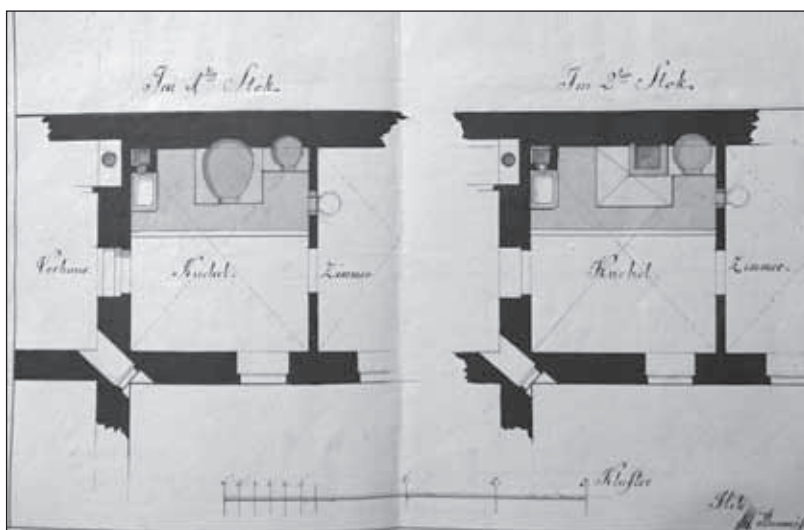 Im 1ten Stok.
Im 2ten Stok.
Vorhaus. Kuchel. Zimmer
Kuchel. Zimmer.
Klafter